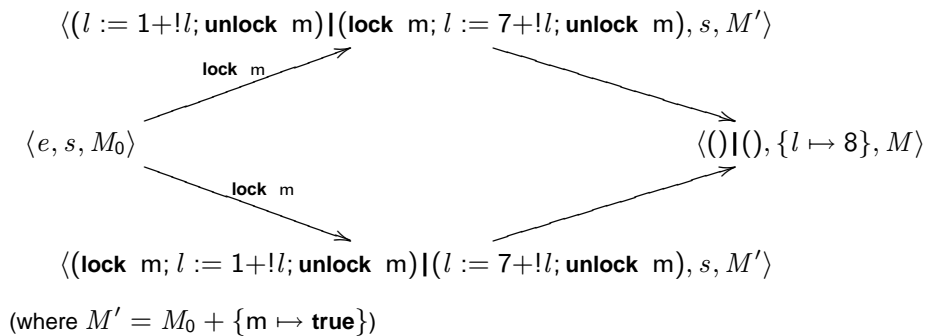 ⟨(l := 1+!l; unlock m)|(lock m; l := 7+!l; unlock m), s, M′⟩
lock m
⟨e, s, M₀⟩
⟨()|(), {l ↦ 8}, M⟩
lock m
⟨(lock m; l := 1+!l; unlock m)|(l := 7+!l; unlock m), s, M′⟩
(where M′ = M₀ + {m ↦ true})